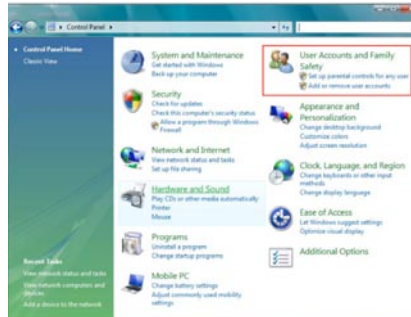 Control Panel
Control Panel Home
Classic View
System and Maintenance
Get started with Windows
Back up your computer
Security
Check for updates
Check this computer's security status
Allow a program through Windows
Firewall
Network and Internet
View network status and tasks
Set up file sharing
Hardware and Sound
Play CDs or other media automatically
Printer
Mouse
Programs
Uninstall a program
Change startup programs
Mobile PC
Change battery settings
Adjust commonly used mobility
settings
User Accounts and Family
Safety
Set up parental controls for any user
Add or remove user accounts
Appearance and
Personalization
Change desktop background
Customize colors
Adjust screen resolution
Clock, Language, and Region
Change keyboards or other input
methods
Change display language
Ease of Access
Let Windows suggest settings
Optimize visual display
Additional Options
Recent Tasks
View network status and tasks
View network computers and
devices
Add a device to the network